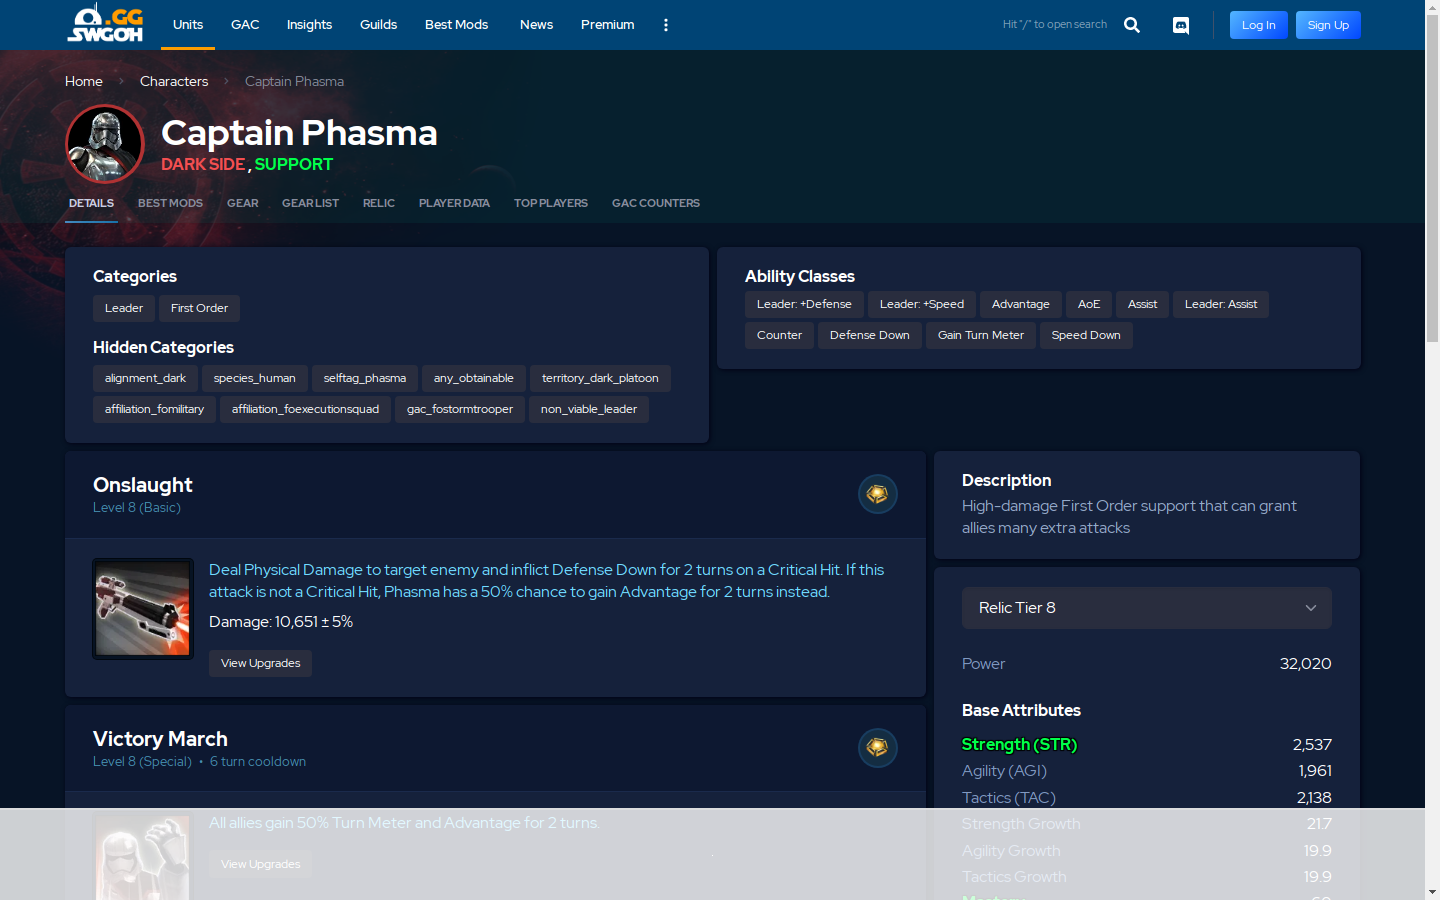 .GG
SWGOH
Units
GAC
Insights
Guilds
Best Mods
News
Premium
Hit "/" to open search
Log In
Sign Up
Home
Characters
Captain Phasma
Captain Phasma
DARK SIDE , SUPPORT
DETAILS
BEST MODS
GEAR
GEAR LIST
RELIC
PLAYER DATA
TOP PLAYERS
GAC COUNTERS
Categories
Leader
First Order
Hidden Categories
alignment_dark
species_human
selftag_phasma
any_obtainable
territory_dark_platoon
affiliation_fomilitary
affiliation_foexecutionsquad
gac_fostormtrooper
non_viable_leader
Ability Classes
Leader: +Defense
Leader: +Speed
Advantage
AoE
Assist
Leader: Assist
Counter
Defense Down
Gain Turn Meter
Speed Down
Onslaught
Level 8 (Basic)
Deal Physical Damage to target enemy and inflict Defense Down for 2 turns on a Critical Hit. If this
attack is not a Critical Hit, Phasma has a 50% chance to gain Advantage for 2 turns instead.
Damage: 10,651 ± 5%
View Upgrades
Victory March
Level 8 (Special) • 6 turn cooldown
All allies gain 50% Turn Meter and Advantage for 2 turns.
View Upgrades
Description
High-damage First Order support that can grant
allies many extra attacks
Relic Tier 8
Power 32,020
Base Attributes
Strength (STR) 2,537
Agility (AGI) 1,961
Tactics (TAC) 2,138
Strength Growth 21.7
Agility Growth 19.9
Tactics Growth 19.9